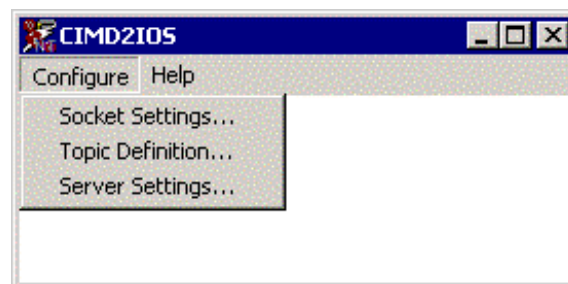 CIMD2IOS
Configure Help
Socket Settings...
Topic Definition...
Server Settings...